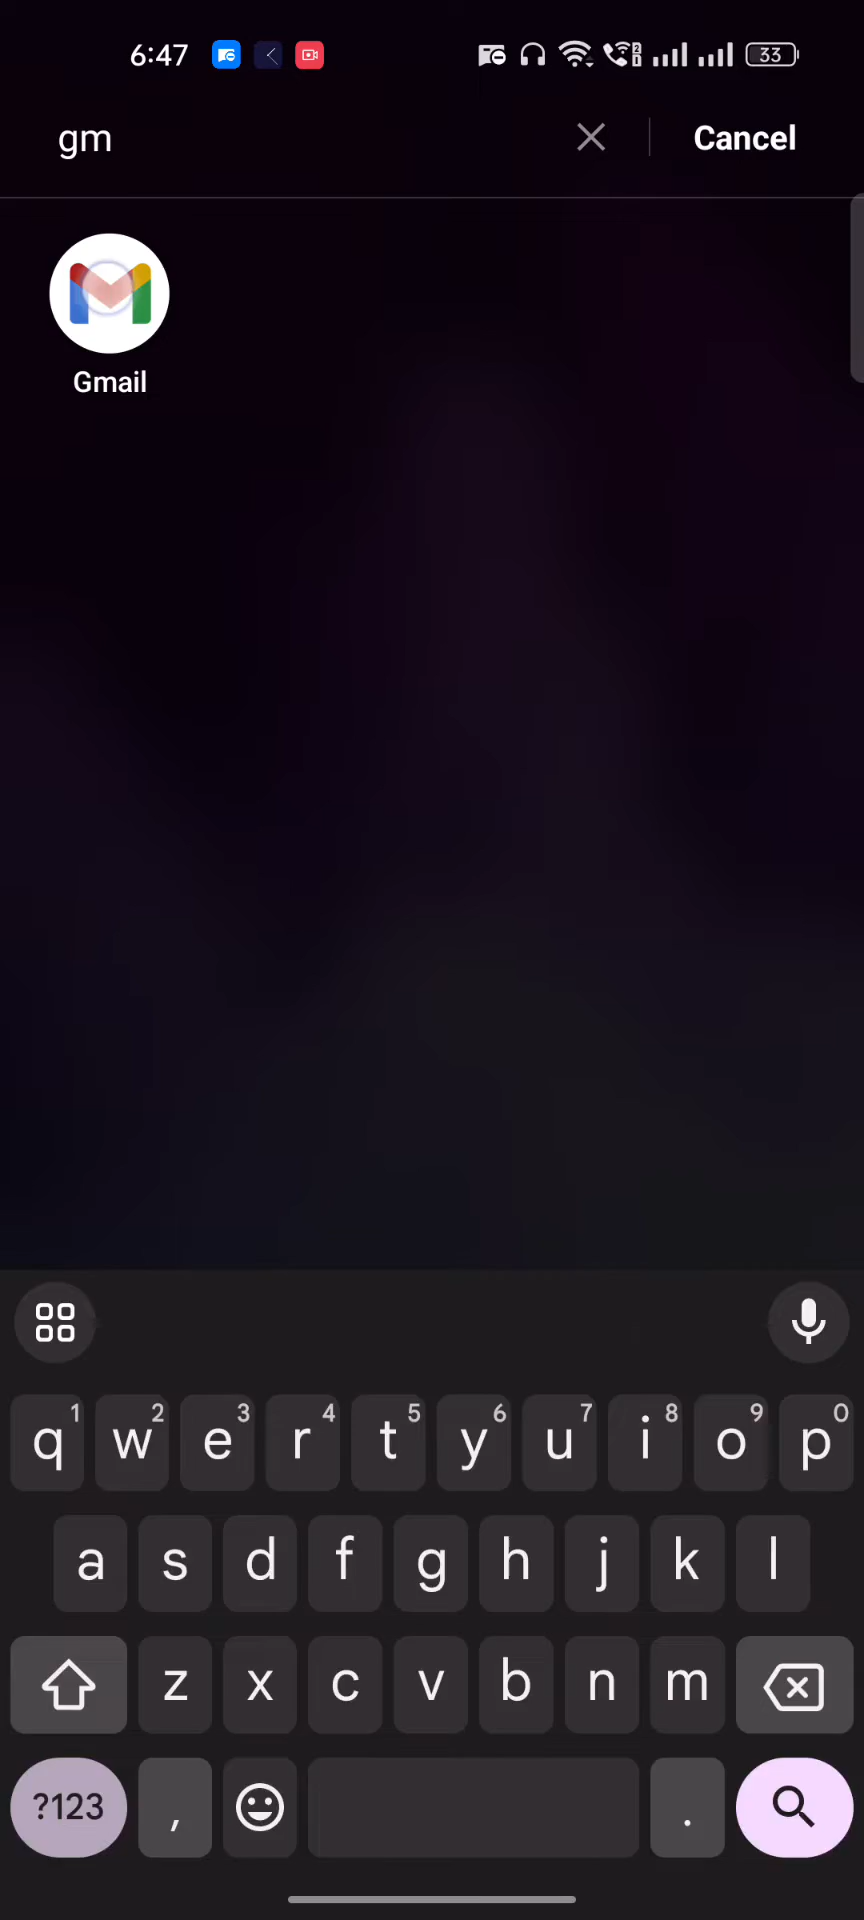 6:47
33
gm
Cancel
Gmail
1 2 3 4 5 6 7 8 9 0
q w e r t y u i o p
a s d f g h j k l
z x c v b n m
?123 , .